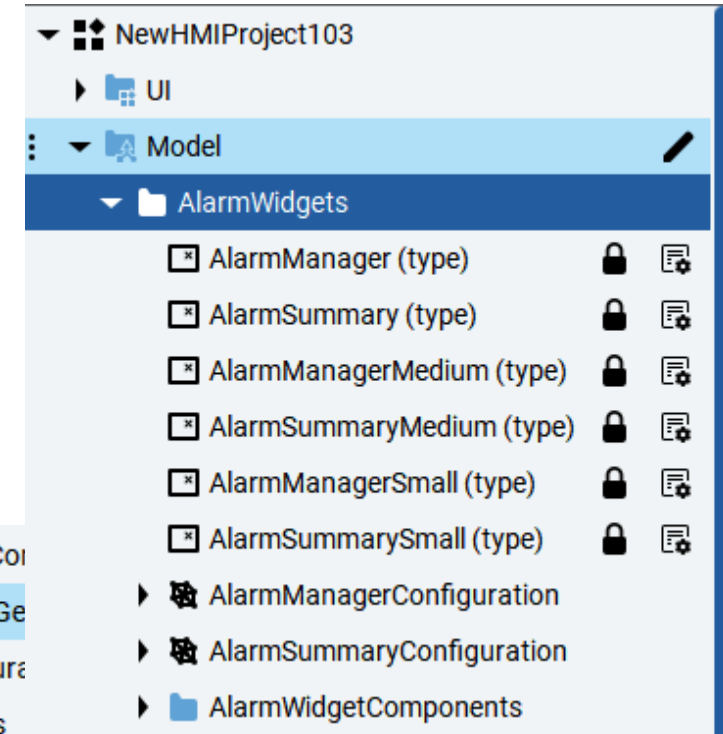 NewHMIProject103
UI
Model
AlarmWidgets
AlarmManager (type)
AlarmSummary (type)
AlarmManagerMedium (type)
AlarmSummaryMedium (type)
AlarmManagerSmall (type)
AlarmSummarySmall (type)
AlarmManagerConfiguration
AlarmSummaryConfiguration
AlarmWidgetComponents